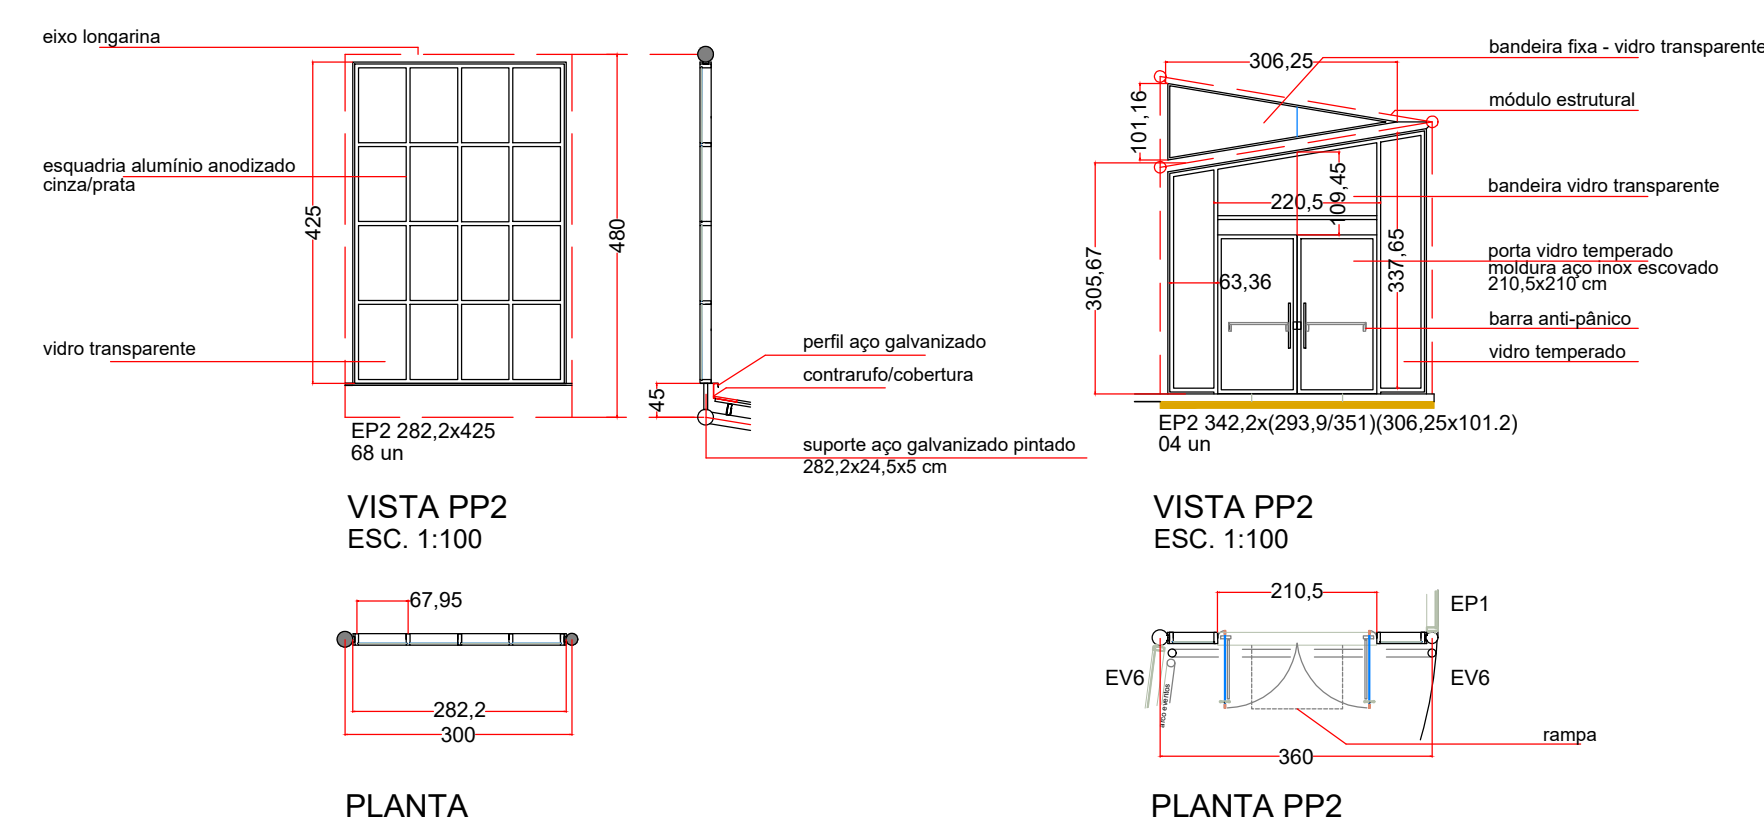 eixo longarina
esquadria alumínio anodizado
cinza/prata
vidro transparente
425
480
EP2 282,2x425
68 un
VISTA PP2
ESC. 1:100
45
perfil aço galvanizado
contrarufo/cobertura
suporte aço galvanizado pintado
282,2x24,5x5 cm
67,95
282,2
300
PLANTA
306,25
101,16
305,67
109,45
220,5
63,36
337,65
bandeira fixa - vidro transparente
módulo estrutural
bandeira vidro transparente
porta vidro temperado
moldura aço inox escovado
210,5x210 cm
barra anti-pânico
vidro temperado
EP2 342,2x(293,9/351)(306,25x101.2)
04 un
VISTA PP2
ESC. 1:100
210,5
EP1
EV6
EV6
rampa
360
PLANTA PP2